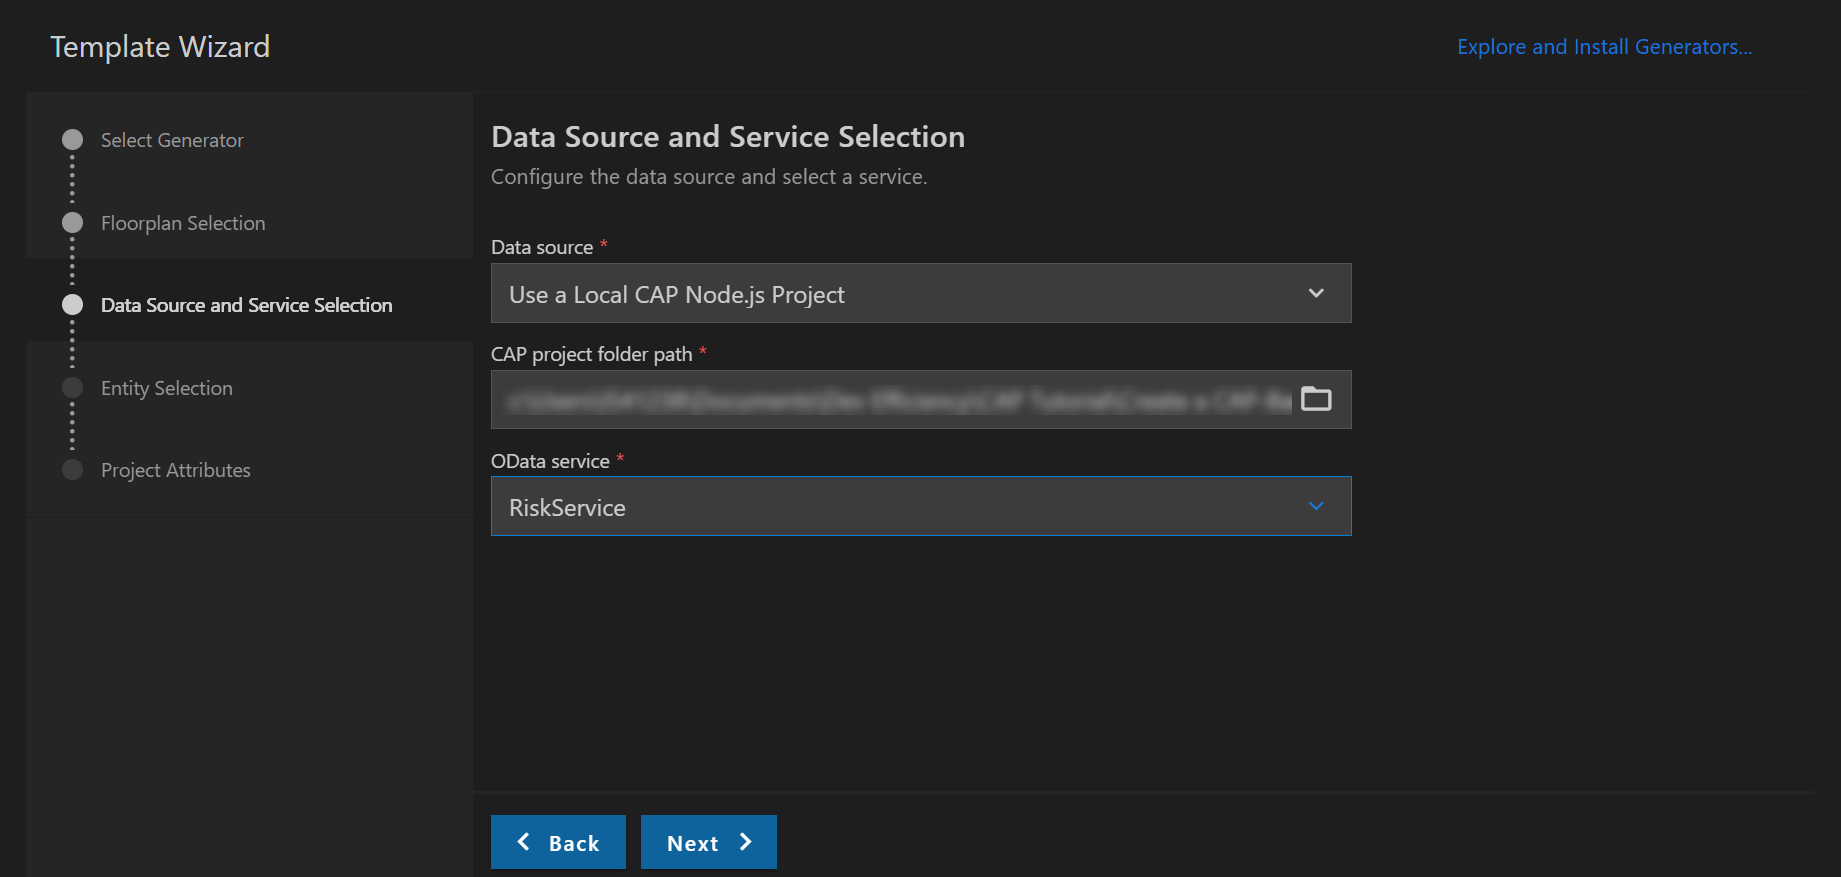 Template Wizard
Explore and Install Generators...
Select Generator
Floorplan Selection
Data Source and Service Selection
Entity Selection
Project Attributes
Data Source and Service Selection
Configure the data source and select a service.
Data source *
Use a Local CAP Node.js Project
CAP project folder path *
OData service *
RiskService
Back
Next